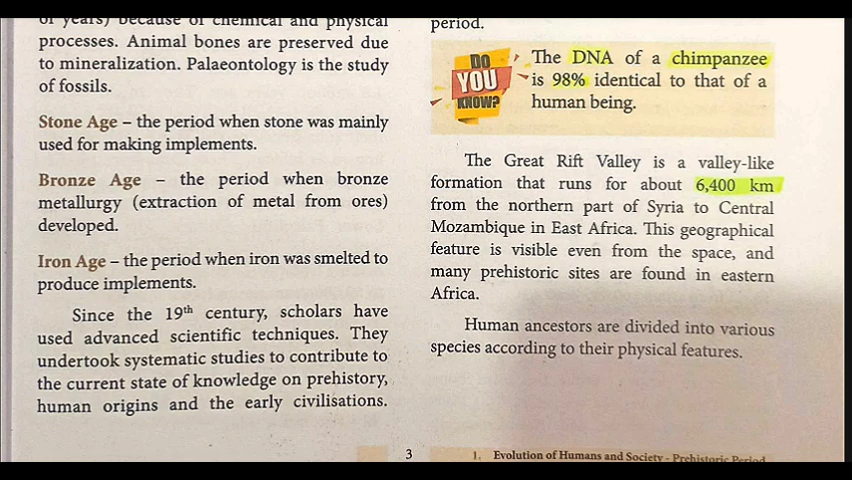 of years) because of chemical and physical
processes. Animal bones are preserved due
to mineralization. Palaeontology is the study
of fossils.
Stone Age – the period when stone was mainly
used for making implements.
Bronze Age – the period when bronze
metallurgy (extraction of metal from ores)
developed.
Iron Age – the period when iron was smelted to
produce implements.
Since the 19th century, scholars have
used advanced scientific techniques. They
undertook systematic studies to contribute to
the current state of knowledge on prehistory,
human origins and the early civilisations.
period.
DO
YOU
KNOW?
The DNA of a chimpanzee
is 98% identical to that of a
human being.
The Great Rift Valley is a valley-like
formation that runs for about 6,400 km
from the northern part of Syria to Central
Mozambique in East Africa. This geographical
feature is visible even from the space, and
many prehistoric sites are found in eastern
Africa.
Human ancestors are divided into various
species according to their physical features.
3
1. Evolution of Humans and Society - Prehistoric Period